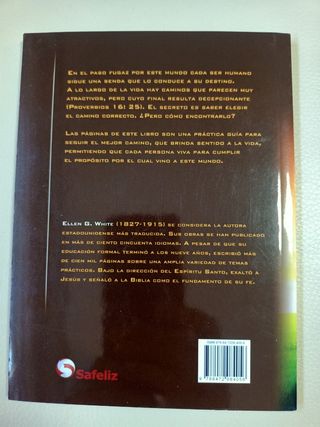 En el paso fugaz por este mundo cada ser humano
sigue una senda que lo conduce a su destino.
A lo largo de la vida hay caminos que parecen muy
atractivos, pero cuyo final resulta decepcionante
(Proverbios 16: 25). El secreto es saber elegir
el camino correcto. ¿Pero cómo encontrarlo?
Las páginas de este libro son una práctica guía para
seguir el mejor camino, que brinda sentido a la vida,
permitiendo que cada persona viva para cumplir
el propósito por el cual vino a este mundo.
Ellen G. White (1827-1915) se considera la autora
estadounidense más traducida. Sus obras se han publicado
en más de ciento cincuenta idiomas. A pesar de que su
educación formal terminó a los nueve años, escribió más
de cien mil páginas sobre una amplia variedad de temas
prácticos. Bajo la dirección del Espíritu Santo, exaltó a
Jesús y señaló a la Biblia como el fundamento de su fe.
Safeliz